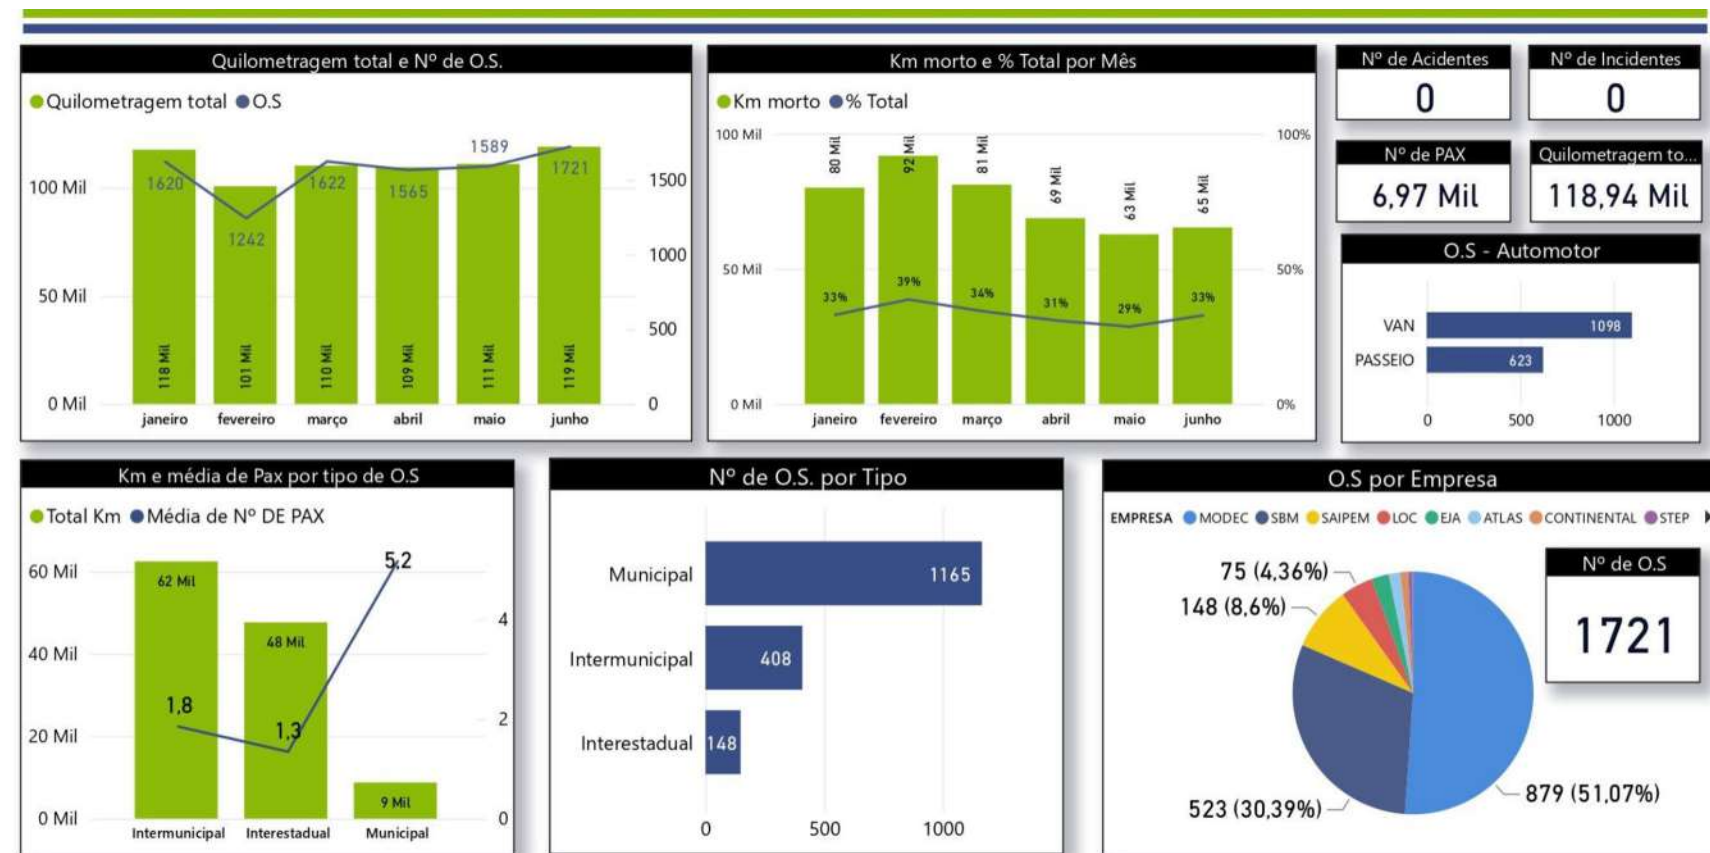 Quilometragem total e Nº de O.S.
Quilometragem total O.S
100 Mil
50 Mil
0 Mil
1500
1000
500
0
1620
1242
1622
1565
1589
1721
118 Mil
101 Mil
110 Mil
109 Mil
111 Mil
119 Mil
janeiro fevereiro março abril maio junho
Km morto e % Total por Mês
Km morto % Total
100 Mil
50 Mil
0 Mil
100%
50%
0%
80 Mil
92 Mil
81 Mil
69 Mil
63 Mil
65 Mil
33%
39%
34%
31%
29%
33%
janeiro fevereiro março abril maio junho
Nº de Acidentes
0
Nº de Incidentes
0
Nº de PAX
6,97 Mil
Quilometragem to...
118,94 Mil
O.S - Automotor
VAN 1098
PASSEIO 623
0 500 1000
Km e média de Pax por tipo de O.S
Total Km Média de Nº DE PAX
60 Mil
40 Mil
20 Mil
0 Mil
4
2
0
62 Mil
48 Mil
9 Mil
1,8
1,3
5,2
Intermunicipal Interestadual Municipal
Nº de O.S. por Tipo
Municipal 1165
Intermunicipal 408
Interestadual 148
0 500 1000
O.S por Empresa
EMPRESA MODEC SBM SAIPEM LOC EJA ATLAS CONTINENTAL STEP
75 (4,36%)
148 (8,6%)
523 (30,39%)
879 (51,07%)
Nº de O.S
1721